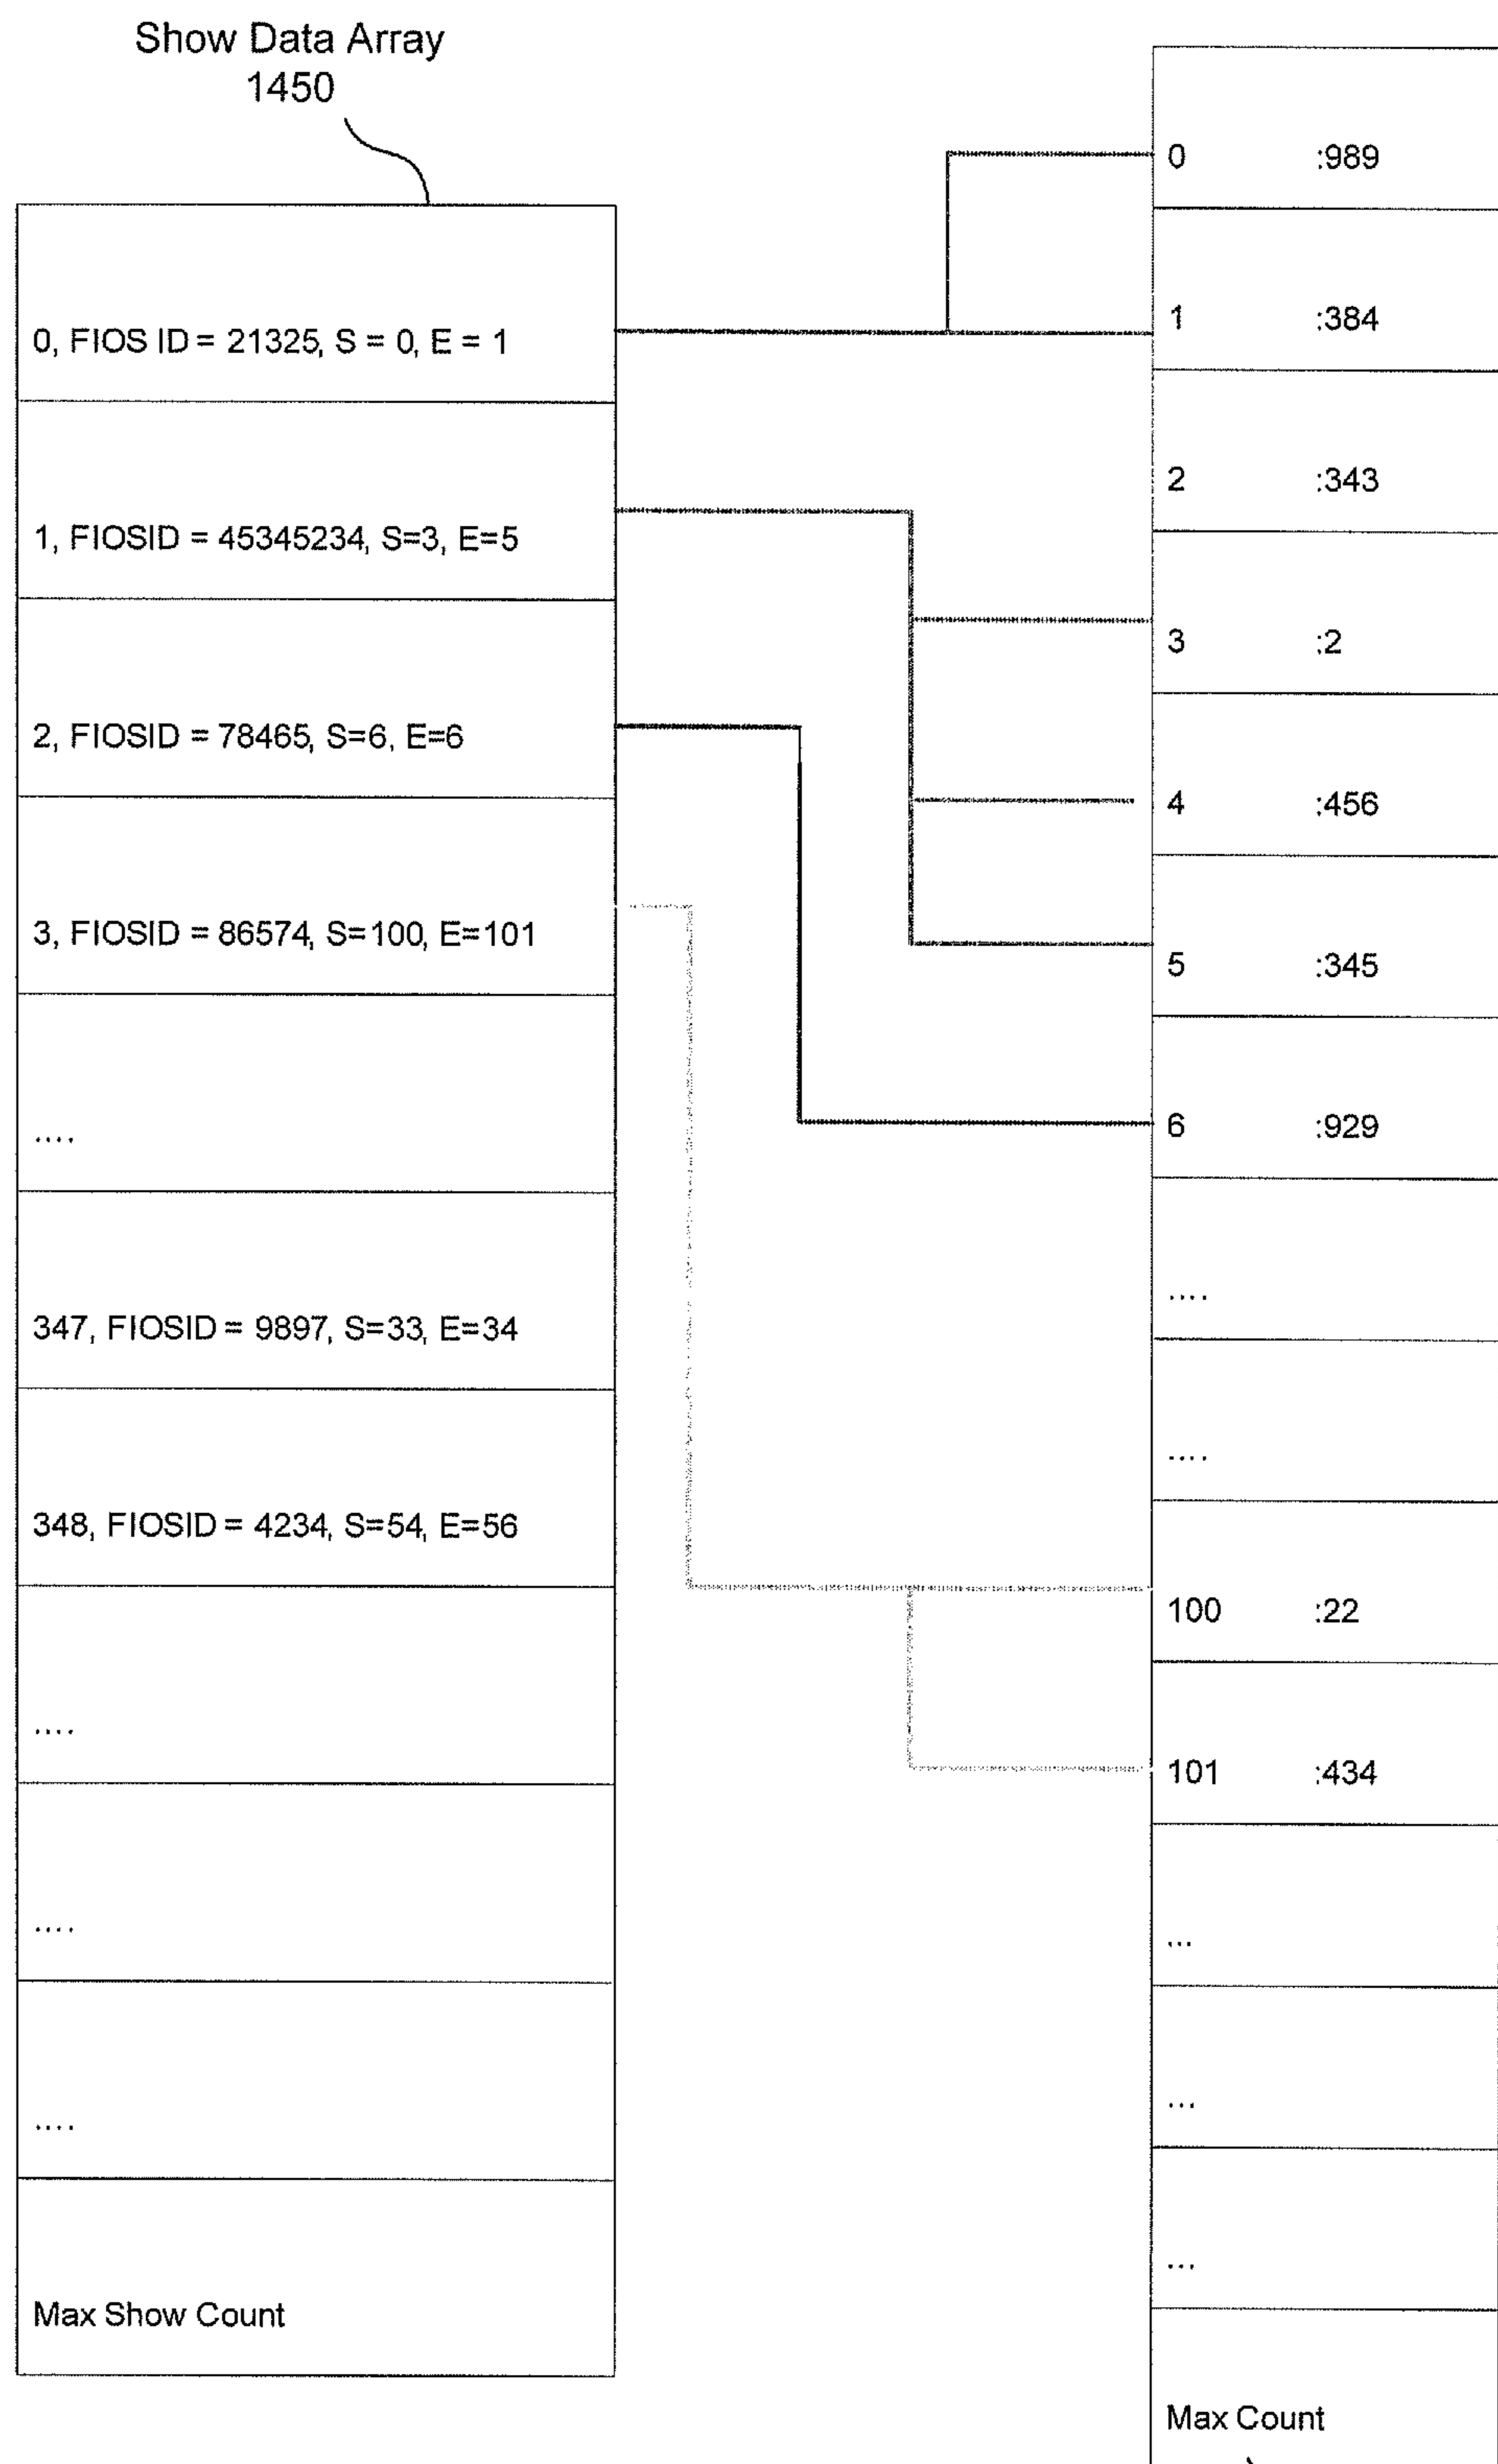 Show Data Array
1450
0, FIOS ID = 21325, S = 0, E = 1
1, FIOSID = 45345234, S=3, E=5
2, FIOSID = 78465, S=6, E=6
3, FIOSID = 86574, S=100, E=101
....
347, FIOSID = 9897, S=33, E=34
348, FIOSID = 4234, S=54, E=56
....
....
....
Max Show Count
0 :989
1 :384
2 :343
3 :2
4 :456
5 :345
6 :929
....
....
100 :22
101 :434
...
...
...
Max Count